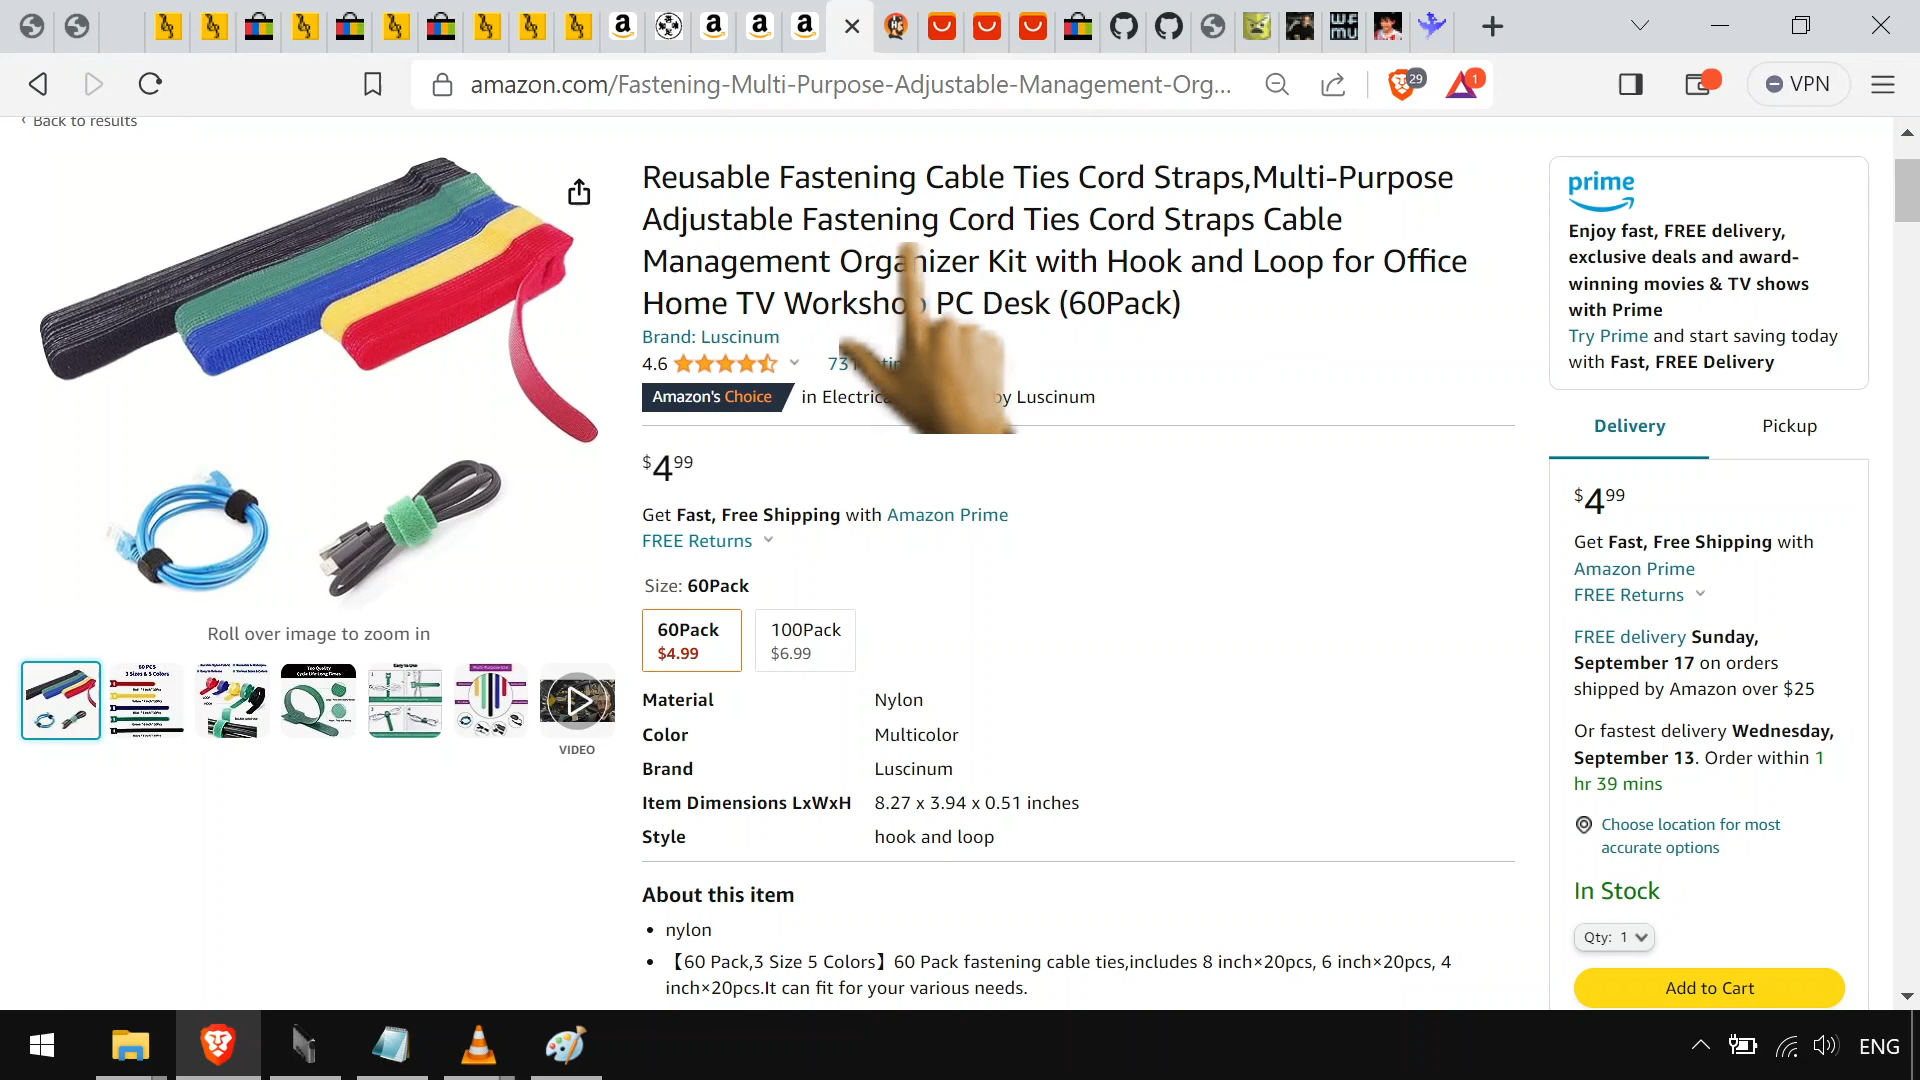 29
1
VPN
amazon.com/Fastening-Multi-Purpose-Adjustable-Management-Org...
Back to results
Reusable Fastening Cable Ties Cord Straps,Multi-Purpose
Adjustable Fastening Cord Ties Cord Straps Cable
Management Organizer Kit with Hook and Loop for Office
Home TV Workshop PC Desk (60Pack)
Brand: Luscinum
4.6
Amazon's Choice in by Luscinum
$4.99
Get Fast, Free Shipping with Amazon Prime
FREE Returns
Size: 60Pack
60Pack
$4.99
100Pack
$6.99
Material Nylon
Color Multicolor
Brand Luscinum
Item Dimensions LxWxH 8.27 x 3.94 x 0.51 inches
Style hook and loop
About this item
• nylon
• 【60 Pack,3 Size 5 Colors】60 Pack fastening cable ties,includes 8 inch×20pcs, 6 inch×20pcs, 4
inch×20pcs.It can fit for your various needs.
Roll over image to zoom in
60 PCS
3 Sizes & 5 Colors
VIDEO
prime
Enjoy fast, FREE delivery,
exclusive deals and award-
winning movies & TV shows
with Prime
Try Prime and start saving today
with Fast, FREE Delivery
Delivery
Pickup
$4.99
Get Fast, Free Shipping with
Amazon Prime
FREE Returns
FREE delivery Sunday,
September 17 on orders
shipped by Amazon over $25
Or fastest delivery Wednesday,
September 13. Order within 1
hr 39 mins
Choose location for most
accurate options
In Stock
Qty: 1
Add to Cart
ENG